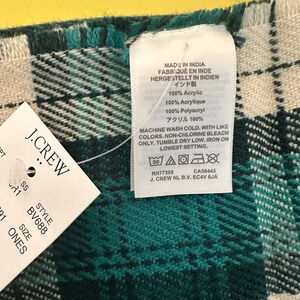 MADE IN INDIA
FABRIQUÉ EN INDE
HERGESTELLT IN INDIEN
インド製
100% Acrylic
100% Acrylique
100% Polyacryl
アクリル 100%
MACHINE WASH COLD. WITH LIKE
COLORS. NON-CHLORINE BLEACH
ONLY. TUMBLE DRY LOW, IRON ON
LOWEST SETTING.
RN77388 CA56445
J. CREW NL B.V. EC4V 6JA
J.CREW
STYLE
BV688
SIZE
ONES